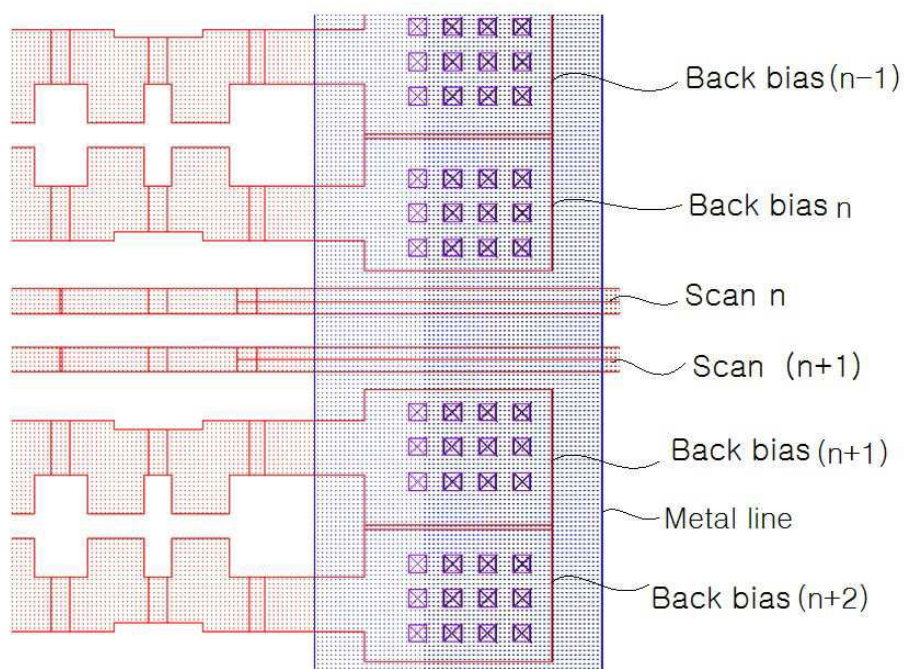 Back bias (n-1)
Back bias n
Scan n
Scan (n+1)
Back bias (n+1)
Metal line
Back bias (n+2)